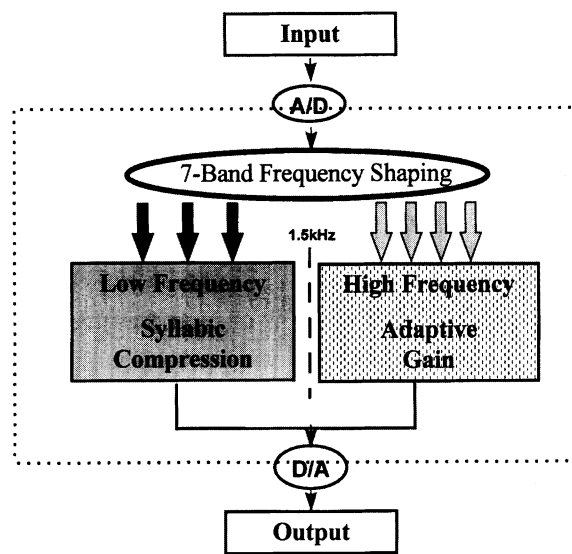 Input
A/D
7-Band Frequency Shaping
1.5kHz
Low Frequency
Syllabic
Compression
High Frequency
Adaptive
Gain
D/A
Output